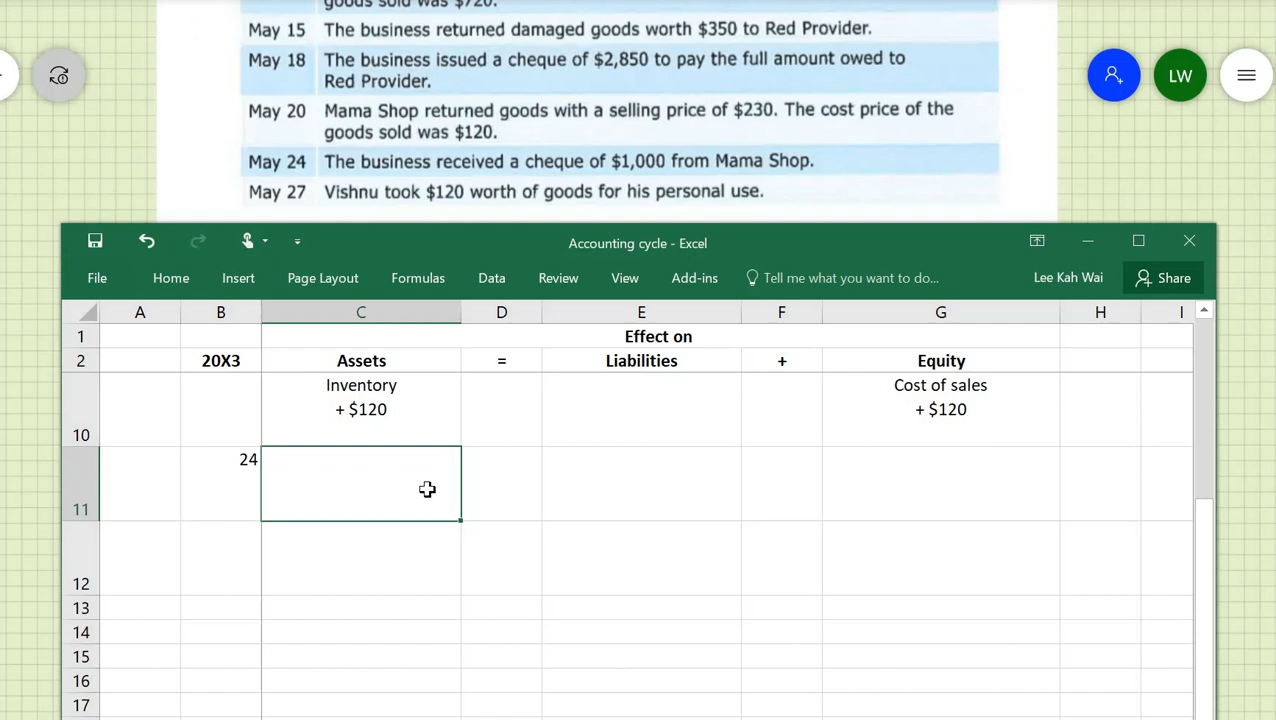 goods sold was $720.
May 15 The business returned damaged goods worth $350 to Red Provider.
May 18 The business issued a cheque of $2,850 to pay the full amount owed to
Red Provider.
May 20 Mama Shop returned goods with a selling price of $230. The cost price of the
goods sold was $120.
May 24 The business received a cheque of $1,000 from Mama Shop.
May 27 Vishnu took $120 worth of goods for his personal use.
LW
Accounting cycle - Excel
File Home Insert Page Layout Formulas Data Review View Add-ins Tell me what you want to do... Lee Kah Wai Share
A B C D E F G H I
1 Effect on
2 20X3 Assets = Liabilities + Equity
Inventory Cost of sales
+ $120 + $120
10
24
11
12
13
14
15
16
17